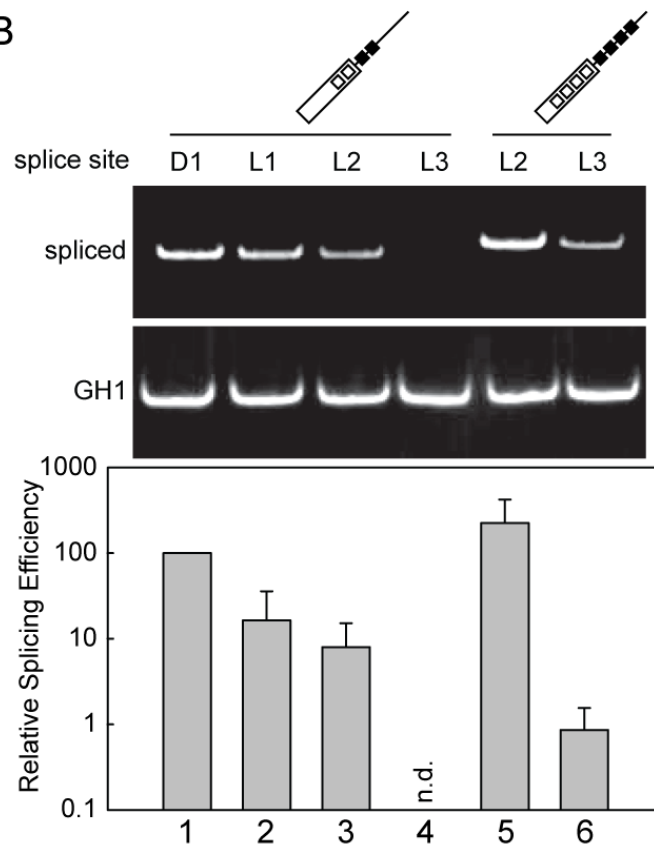 B
splice site D1 L1 L2 L3 L2 L3
spliced
GH1
Relative Splicing Efficiency
1000
100
10
1
0.1
n.d.
1 2 3 4 5 6